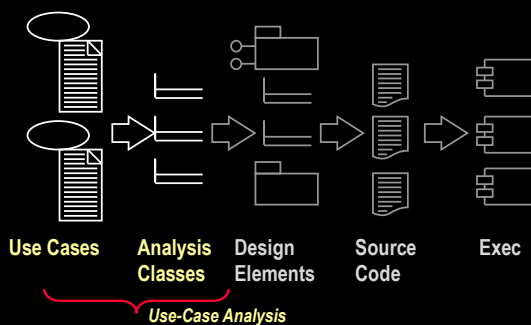 Use Cases
Analysis
Classes
Design
Elements
Source
Code
Exec
Use-Case Analysis